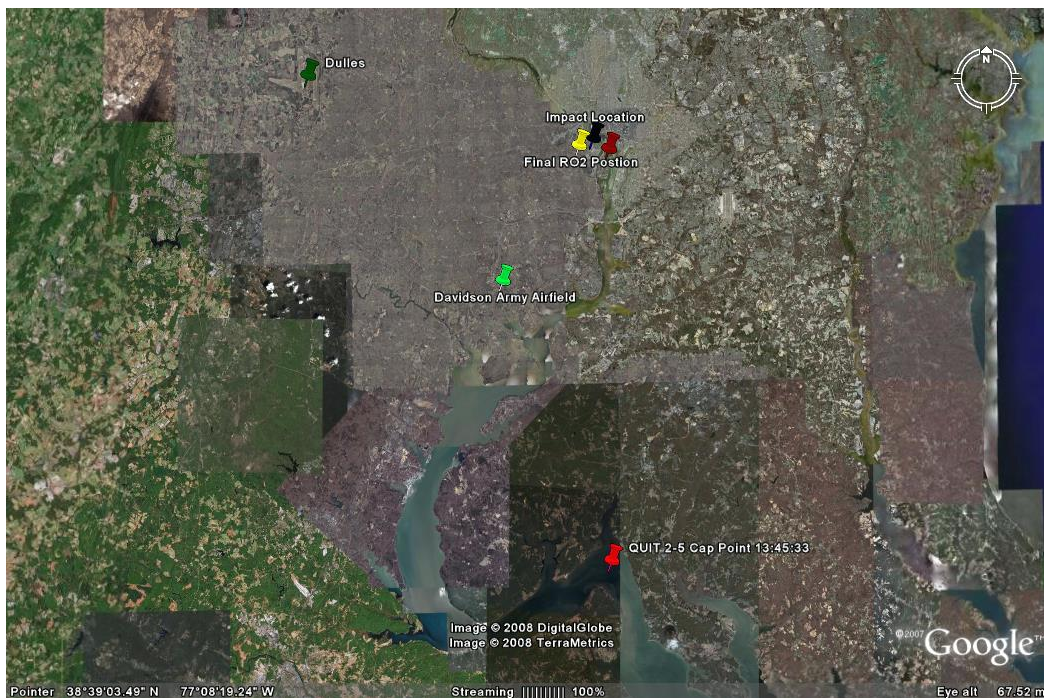 N
Dulles
Impact Location
Final RO2 Postion
Davidson Army Airfield
QUIT 2-5 Cap Point 13:45:33
Image © 2008 DigitalGlobe
Image © 2008 TerraMetrics
©2007 Google™
Pointer 38°39'03.49" N 77°08'19.24" W Streaming |||||||||| 100% Eye alt 67.52 m